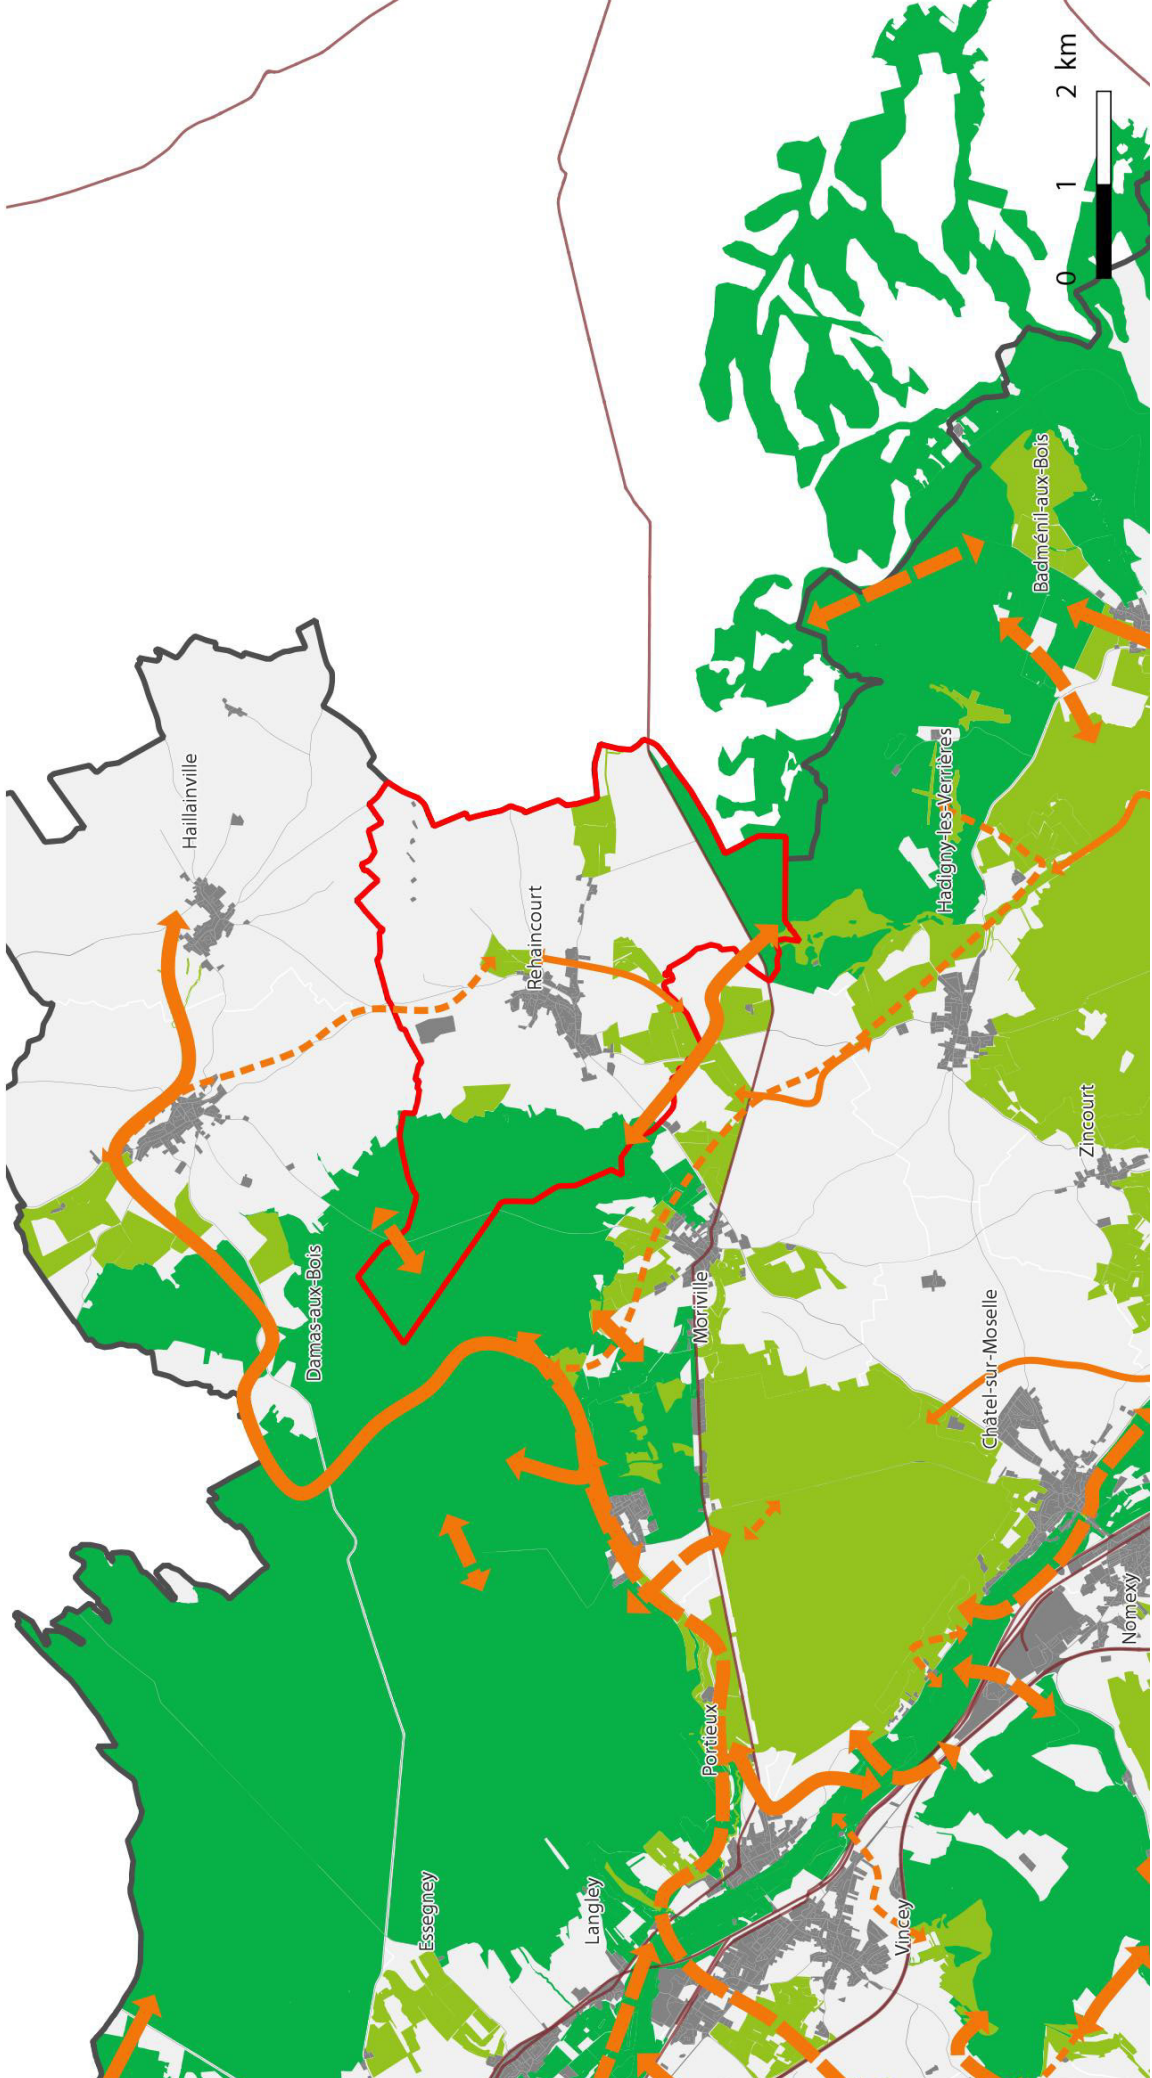 Essegney
Damas-aux-Bois
Haillainville
Langley
Rehaincourt
Portieux
Moriville
Vincey
Hadigny-les-Verrières
Châtel-sur-Moselle
Badménil-aux-Bois
Zincourt
Nomexy
0 1 2 km